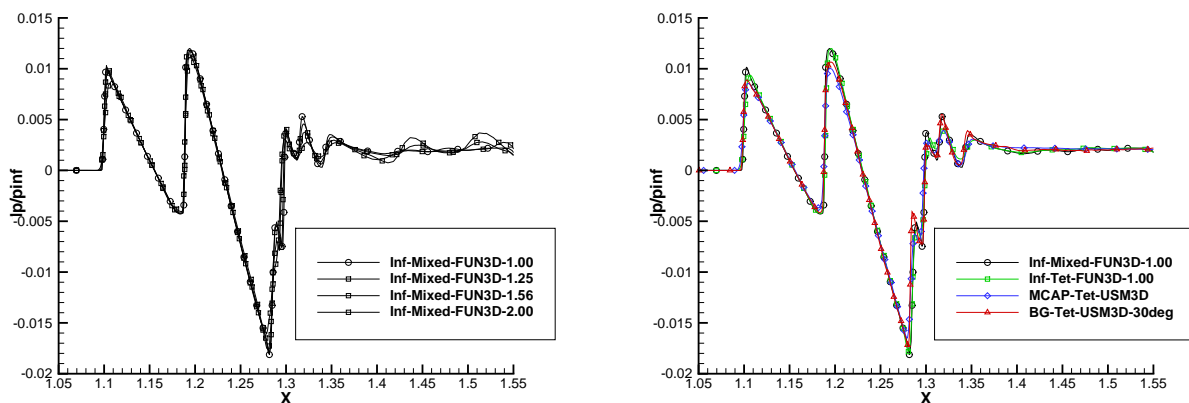 0.015
0.01
0.005
0
-0.005
-0.01
-0.015
-0.02
-lp/pinf
1.05 1.1 1.15 1.2 1.25 1.3 1.35 1.4 1.45 1.5 1.55
X
Inf-Mixed-FUN3D-1.00
Inf-Mixed-FUN3D-1.25
Inf-Mixed-FUN3D-1.56
Inf-Mixed-FUN3D-2.00
0.015
0.01
0.005
0
-0.005
-0.01
-0.015
-0.02
-lp/pinf
1.05 1.1 1.15 1.2 1.25 1.3 1.35 1.4 1.45 1.5 1.55
X
Inf-Mixed-FUN3D-1.00
Inf-Tet-FUN3D-1.00
MCAP-Tet-USM3D
BG-Tet-USM3D-30deg